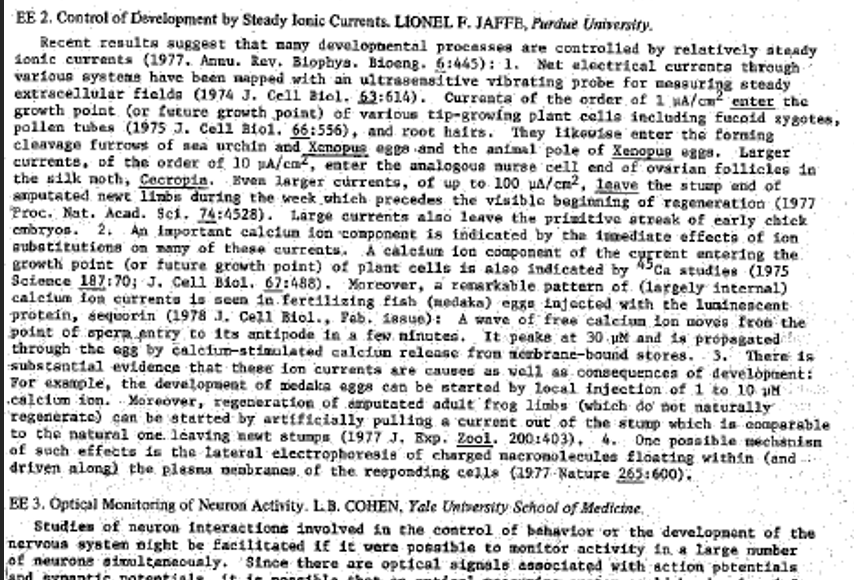 EE 2. Control of Development by Steady Ionic Currents. LIONEL F. JAFFE, Purdue University.
Recent results suggest that many developmental processes are controlled by relatively steady
ionic currents (1977. Annu. Rev. Biophys. Bioeng. 6:445): 1. Net electrical currents through
various systems have been mapped with an ultrasensitive vibrating probe for measuring steady
extracellular fields (1974 J. Cell Biol. 63:614). Currents of the order of 1 µA/cm² enter the
growth point (or future growth point) of various tip-growing plant cells including fucoid zygotes,
pollen tubes (1975 J. Cell Biol. 66:556), and root hairs. They likewise enter the forming
cleavage furrows of sea urchin and Xenopus eggs and the animal pole of Xenopus eggs. Larger
currents, of the order of 10 µA/cm², enter the analogous nurse cell end of ovarian follicles in
the silk moth, Cecropia. Even larger currents, of up to 100 µA/cm², leave the stump end of
amputated newt limbs during the week which precedes the visible beginning of regeneration (1977
Proc. Nat. Acad. Sci. 74:4528). Large currents also leave the primitive streak of early chick
embryos. 2. An important calcium ion component is indicated by the immediate effects of ion
substitutions on many of these currents. A calcium ion component of the current entering the
growth point (or future growth point) of plant cells is also indicated by ⁴⁵Ca studies (1975
Science 187:70; J. Cell Biol. 67:488). Moreover, a remarkable pattern of (largely internal)
calcium ion currents is seen in fertilizing fish (medaka) eggs injected with the luminescent
protein, aequorin (1978 J. Cell Biol., Feb. issue): A wave of free calcium ion moves from the
point of sperm entry to its antipode in a few minutes. It peaks at 30 µM and is propagated
through the egg by calcium-stimulated calcium release from membrane-bound stores. 3. There is
substantial evidence that these ion currents are causes as well as consequences of development:
For example, the development of medaka eggs can be started by local injection of 1 to 10 µM
calcium ion. Moreover, regeneration of amputated adult frog limbs (which do not naturally
regenerate) can be started by artificially pulling a current out of the stump which is comparable
to the natural one leaving newt stumps (1977 J. Exp. Zool. 200:403). 4. One possible mechanism
of such effects is the lateral electrophoresis of charged macromolecules floating within (and
driven along) the plasma membranes of the responding cells (1977 Nature 265:600).
EE 3. Optical Monitoring of Neuron Activity. L.B. COHEN, Yale University School of Medicine.
Studies of neuron interactions involved in the control of behavior or the development of the
nervous system might be facilitated if it were possible to monitor activity in a large number
of neurons simultaneously. Since there are optical signals associated with action potentials
and synaptic potentials, it is possible that an optical